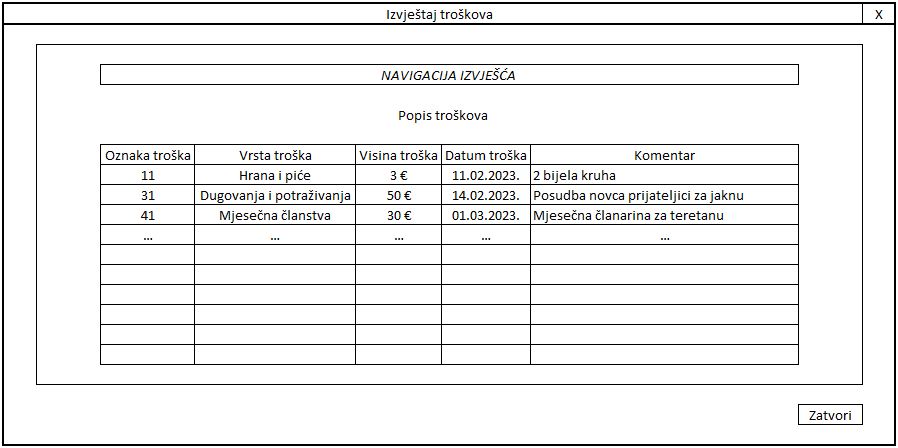 Izvještaj troškova X
NAVIGACIJA IZVJEŠĆA
Popis troškova
Oznaka troška Vrsta troška Visina troška Datum troška Komentar
11 Hrana i piće 3 € 11.02.2023. 2 bijela kruha
31 Dugovanja i potraživanja 50 € 14.02.2023. Posudba novca prijateljici za jaknu
41 Mjesečna članstva 30 € 01.03.2023. Mjesečna članarina za teretanu
... ... ... ... ...
Zatvori